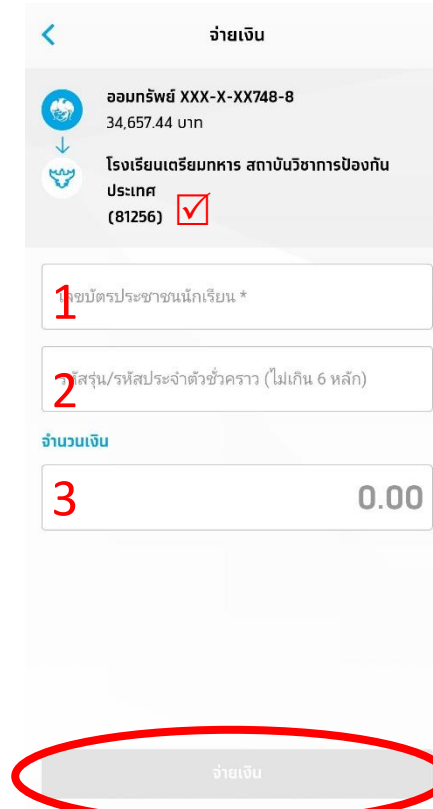 จ่ายเงิน
ออมทรัพย์ XXX-X-XX748-8
34,657.44 บาท
โรงเรียนเตรียมทหาร สถาบันวิชาการป้องกัน
ประเทศ
(81256)
1 เลขบัตรประชาชนนักเรียน *
2 รหัสรุ่น/รหัสประจำตัวชั่วคราว (ไม่เกิน 6 หลัก)
จำนวนเงิน
3 0.00
จ่ายเงิน